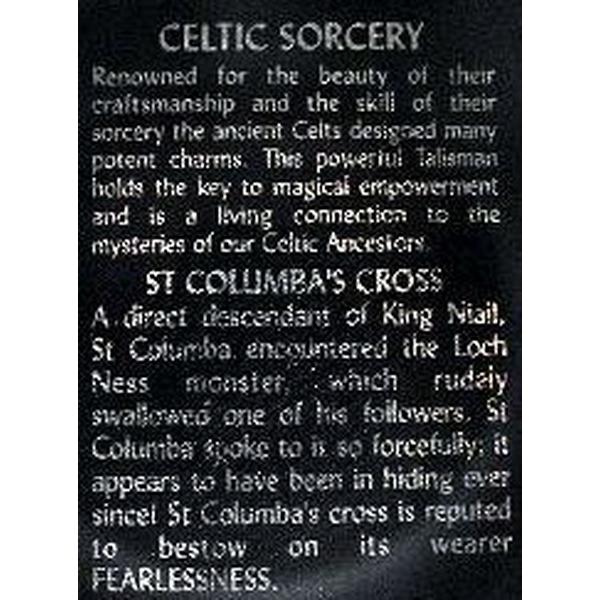 CELTIC SORCERY
Renowned for the beauty of their
craftsmanship and the skill of their
sorcery the ancient Celts designed many
potent charms. This powerful Talisman
holds the key to magical empowerment
and is a living connection to the
mysteries of our Celtic Ancestors.
ST COLUMBA'S CROSS
A direct descendant of King Niall,
St Columba encountered the Loch
Ness monster, which rudely
swallowed one of his followers. St
Columba spoke to it so forcefully; it
appears to have been in hiding ever
since! St Columba's cross is reputed
to bestow on its wearer
FEARLESSNESS.